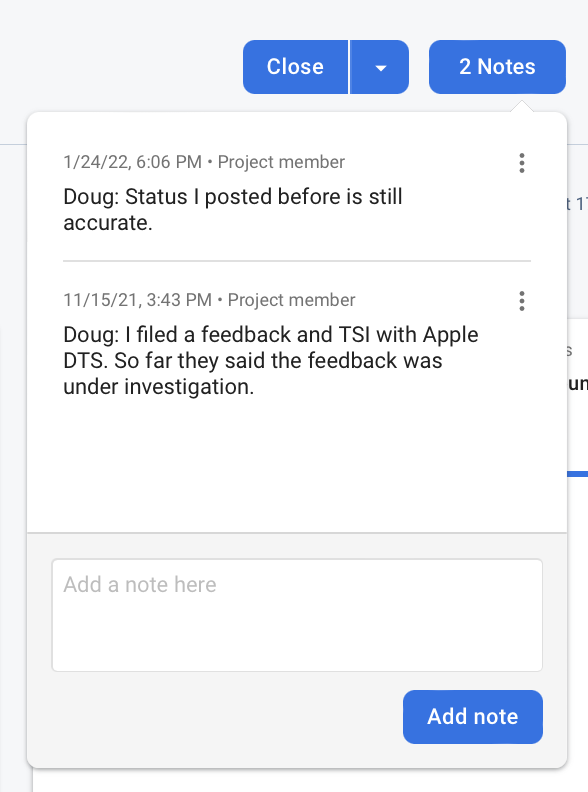 Close
2 Notes
1/24/22, 6:06 PM • Project member
Doug: Status I posted before is still
accurate.
11/15/21, 3:43 PM • Project member
Doug: I filed a feedback and TSI with Apple
DTS. So far they said the feedback was
under investigation.
Add a note here
Add note